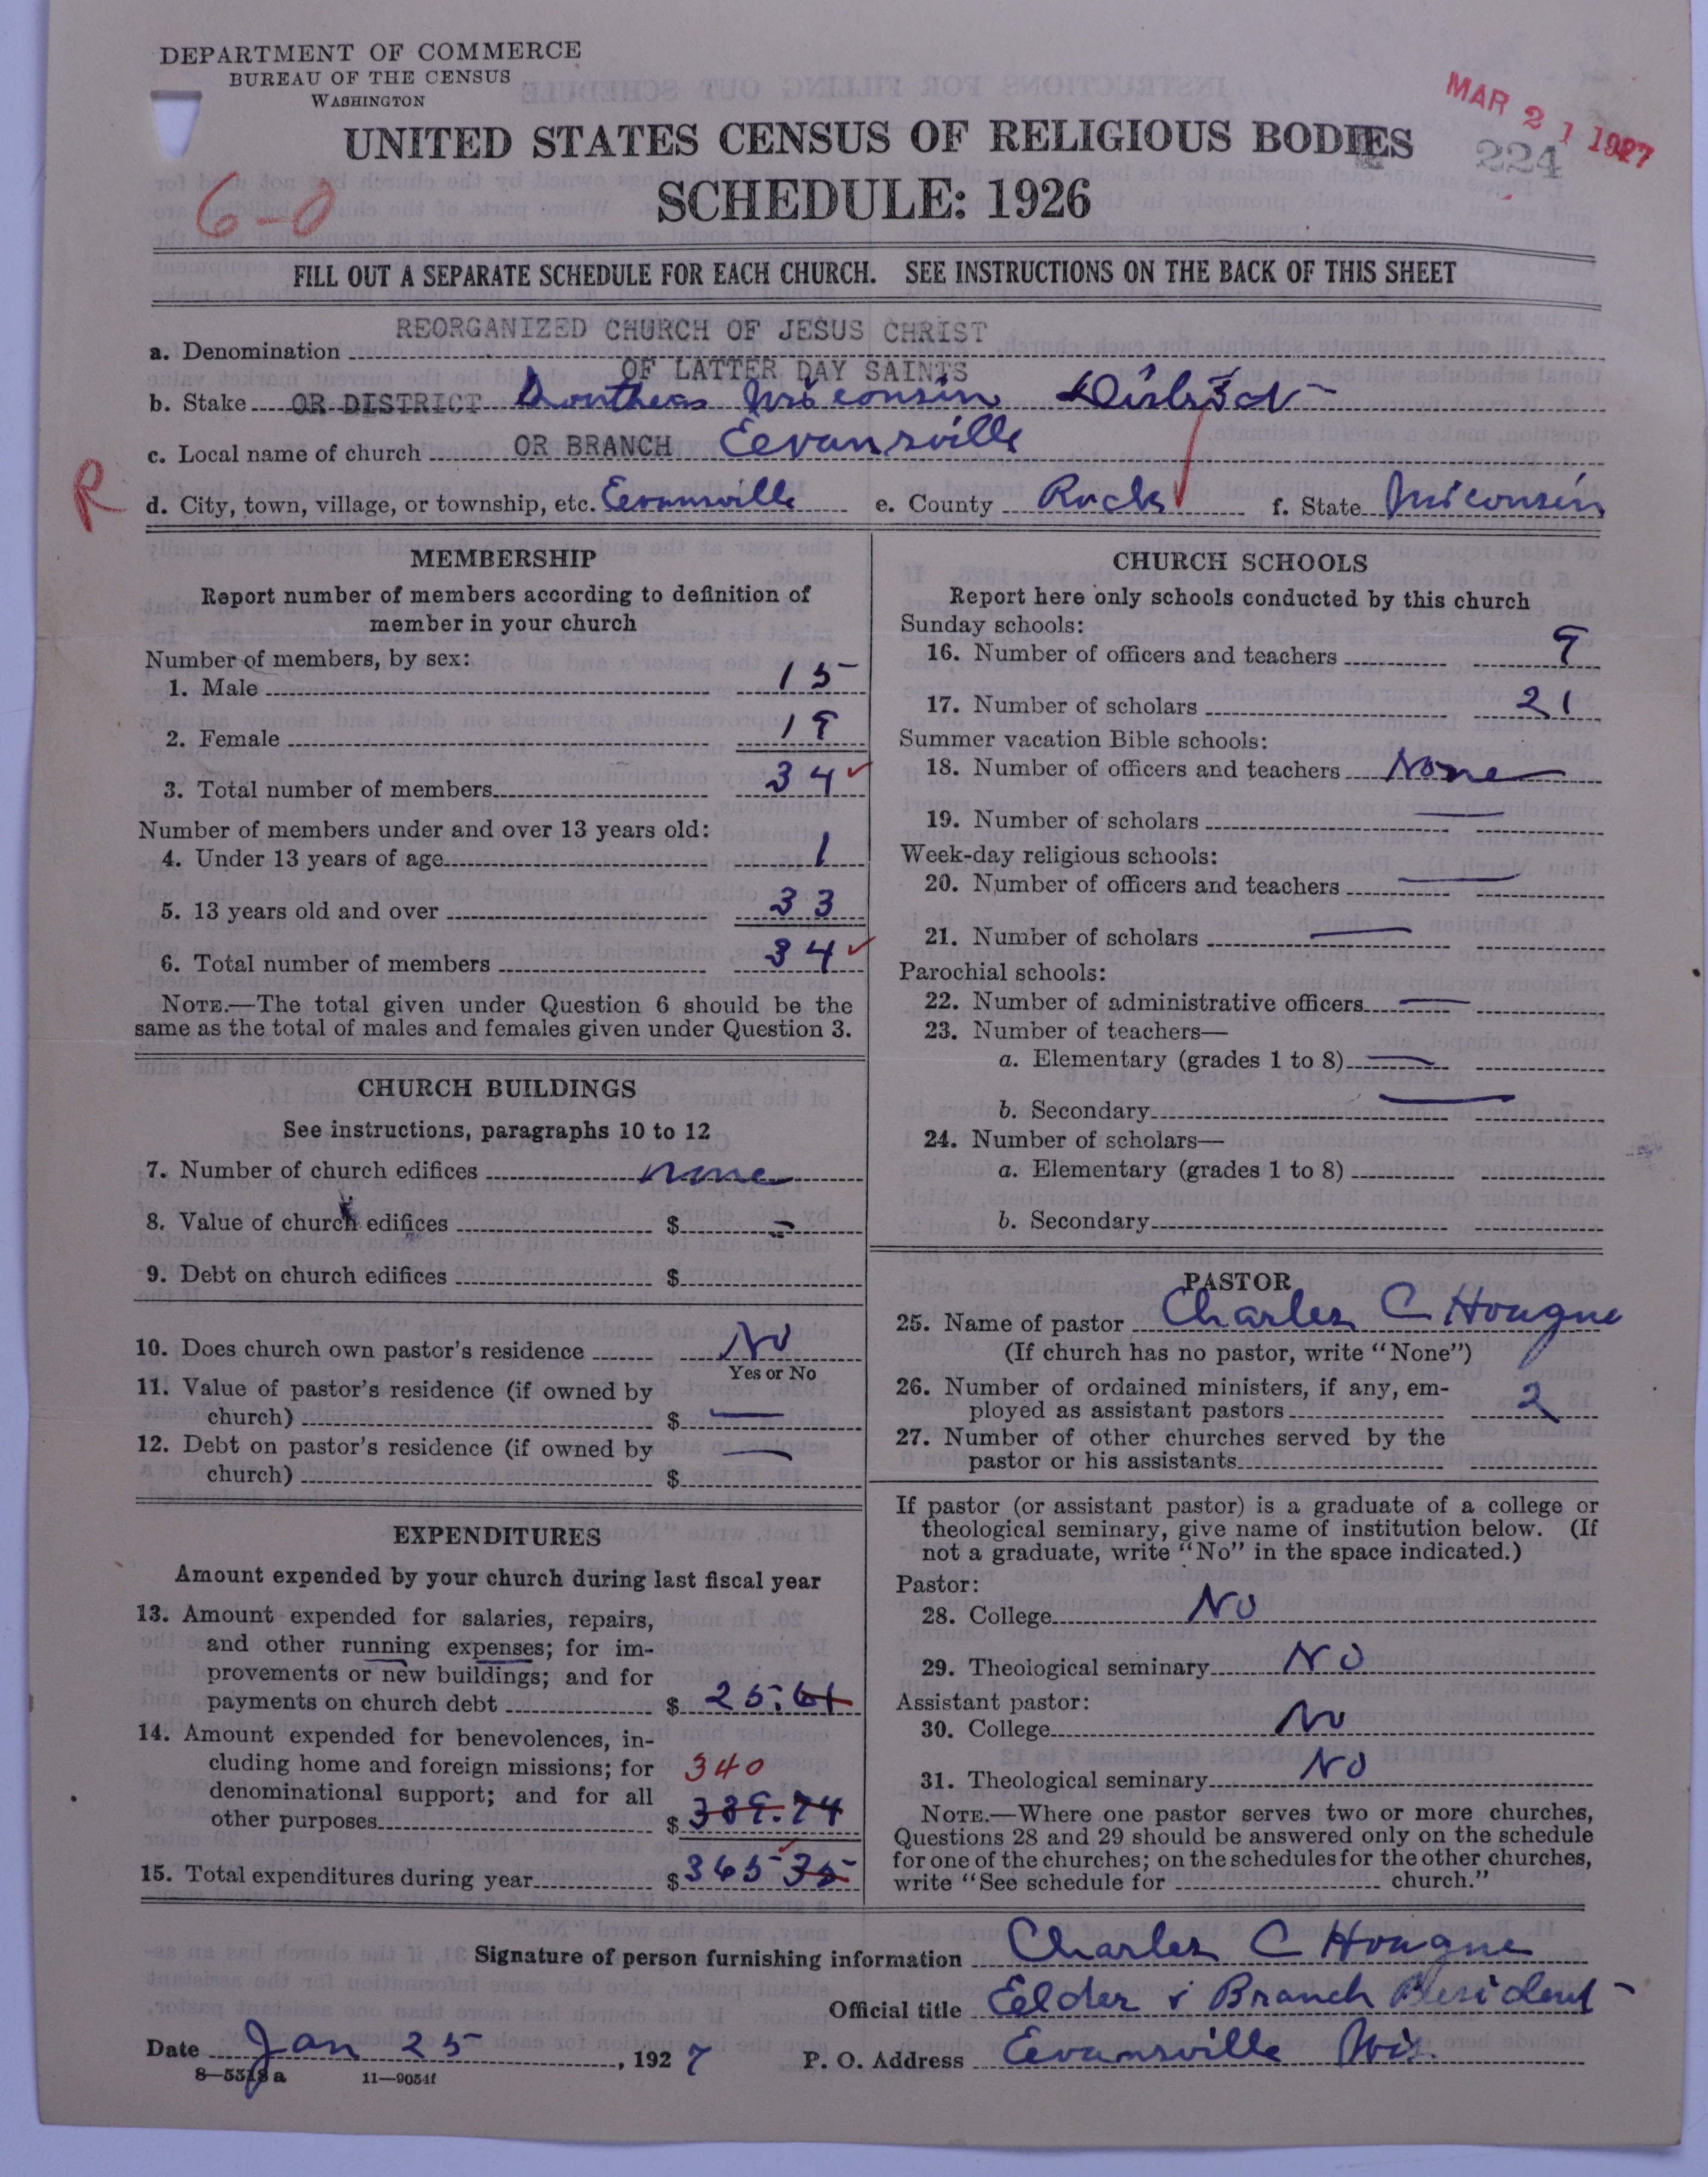 DEPARTMENT OF COMMERCE
BUREAU OF THE CENSUS
WASHINGTON
MAR 21 1927
224
UNITED STATES CENSUS OF RELIGIOUS BODIES
SCHEDULE: 1926
6-0
FILL OUT A SEPARATE SCHEDULE FOR EACH CHURCH. SEE INSTRUCTIONS ON THE BACK OF THIS SHEET
REORGANIZED CHURCH OF JESUS CHRIST
a. Denomination
OF LATTER DAY SAINTS
b. Stake OR DISTRICT Southern Wisconsin District
c. Local name of church OR BRANCH Eevansville
R
d. City, town, village, or township, etc. Eevansville e. County Rock f. State Wisconsin
MEMBERSHIP
Report number of members according to definition of
member in your church
Number of members, by sex:
1. Male 15
2. Female 19
3. Total number of members 34
Number of members under and over 13 years old:
4. Under 13 years of age 1
5. 13 years old and over 33
6. Total number of members 34
NOTE.—The total given under Question 6 should be the
same as the total of males and females given under Question 3.
CHURCH BUILDINGS
See instructions, paragraphs 10 to 12
7. Number of church edifices none
8. Value of church edifices $ –
9. Debt on church edifices $
10. Does church own pastor's residence No
Yes or No
11. Value of pastor's residence (if owned by
church) $ —
12. Debt on pastor's residence (if owned by
church) $ —
EXPENDITURES
Amount expended by your church during last fiscal year
13. Amount expended for salaries, repairs,
and other running expenses; for im-
provements or new buildings; and for
payments on church debt $ 25.61
14. Amount expended for benevolences, in-
cluding home and foreign missions; for 340
denominational support; and for all
other purposes $ 339.74
15. Total expenditures during year $ 365 35
CHURCH SCHOOLS
Report here only schools conducted by this church
Sunday schools:
16. Number of officers and teachers 9
17. Number of scholars 21
Summer vacation Bible schools:
18. Number of officers and teachers None
19. Number of scholars —
Week-day religious schools:
20. Number of officers and teachers —
21. Number of scholars —
Parochial schools:
22. Number of administrative officers —
23. Number of teachers—
a. Elementary (grades 1 to 8) —
b. Secondary —
24. Number of scholars—
a. Elementary (grades 1 to 8)
b. Secondary
PASTOR
25. Name of pastor Charles C Hougne
(If church has no pastor, write "None")
26. Number of ordained ministers, if any, em-
ployed as assistant pastors 2
27. Number of other churches served by the
pastor or his assistants
If pastor (or assistant pastor) is a graduate of a college or
theological seminary, give name of institution below. (If
not a graduate, write "No" in the space indicated.)
Pastor:
28. College No
29. Theological seminary No
Assistant pastor:
30. College No
31. Theological seminary No
NOTE.—Where one pastor serves two or more churches,
Questions 28 and 29 should be answered only on the schedule
for one of the churches; on the schedules for the other churches,
write "See schedule for church."
Signature of person furnishing information Charles C Hougne
Official title Eelder & Branch President
Date Jan 25, 1927 P. O. Address Eevansville Wis.
8—5518a 11—9054f